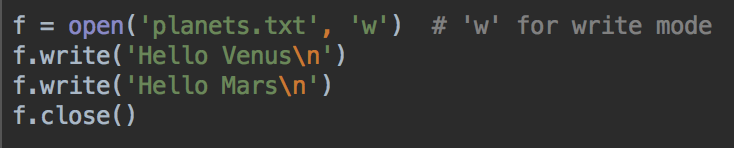 f = open('planets.txt', 'w')  # 'w' for write mode
f.write('Hello Venus\n')
f.write('Hello Mars\n')
f.close()